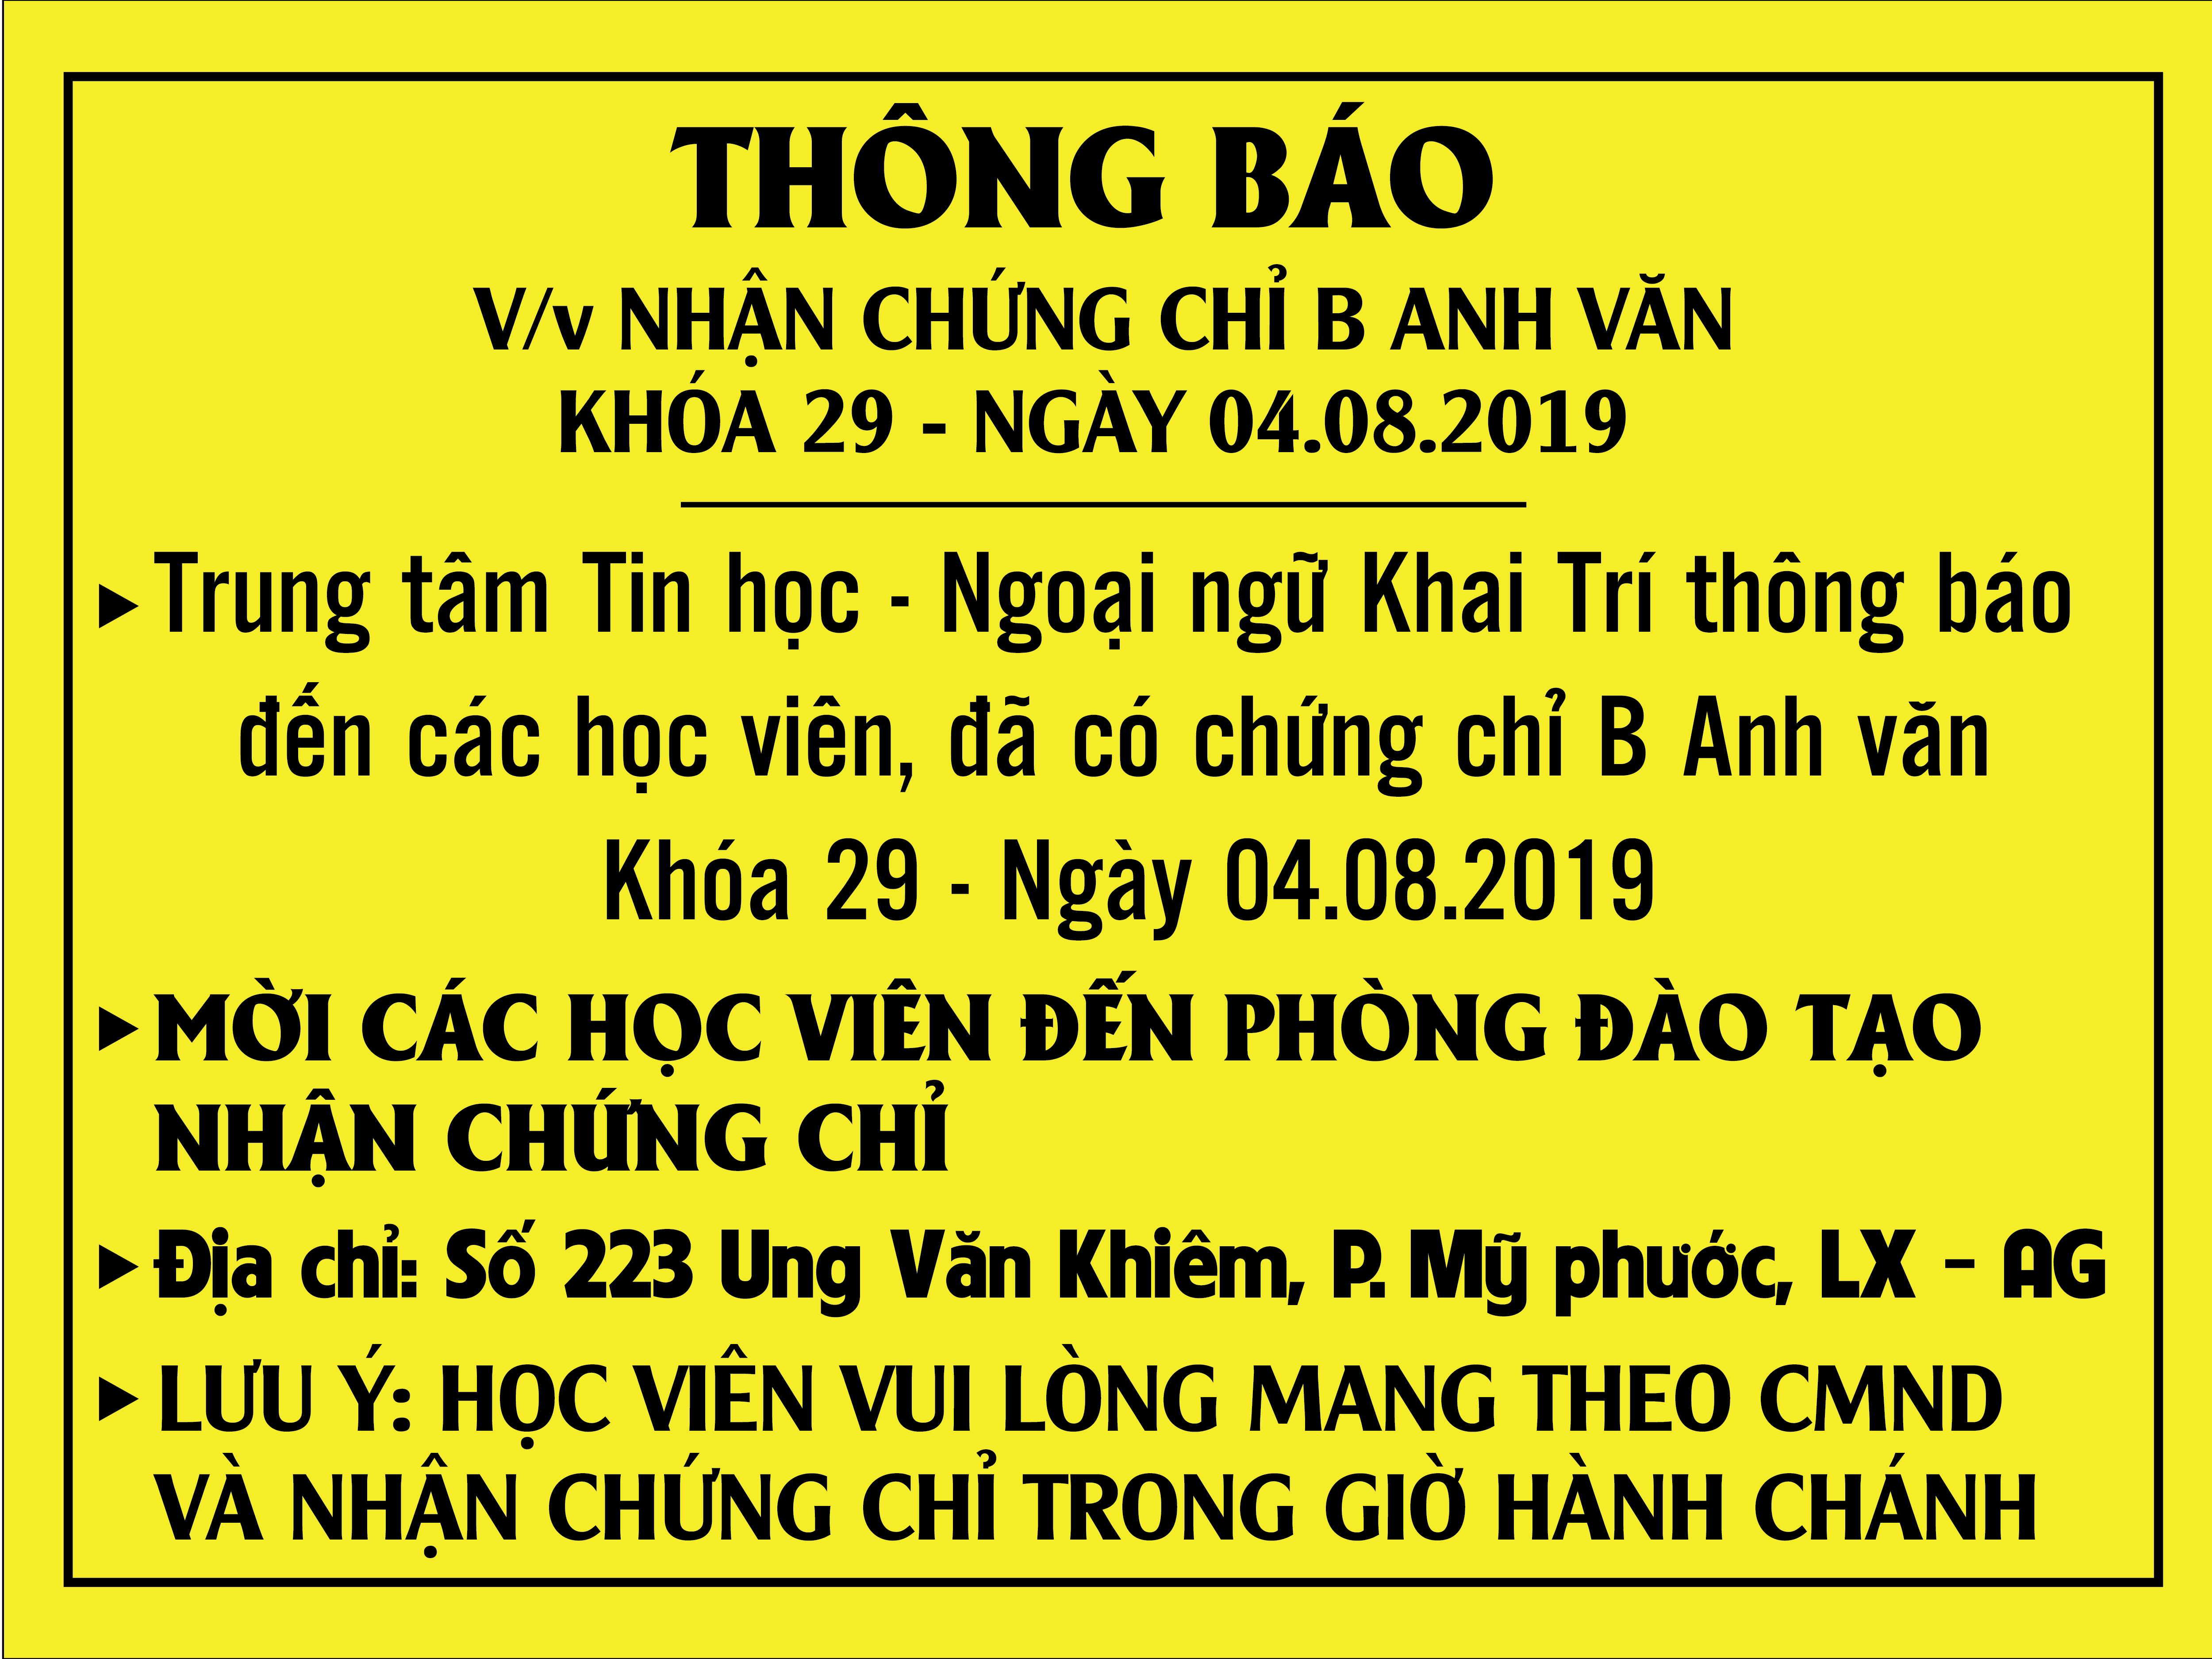 THÔNG BÁO
V/v NHẬN CHỨNG CHỈ B ANH VĂN
KHÓA 29 - NGÀY 04.08.2019
►Trung tâm Tin học - Ngoại ngữ Khai Trí thông báo
đến các học viên, đã có chứng chỉ B Anh văn
Khóa 29 - Ngày 04.08.2019
►MỜI CÁC HỌC VIÊN ĐẾN PHÒNG ĐÀO TẠO
NHẬN CHỨNG CHỈ
►Địa chỉ: Số 223 Ung Văn Khiêm, P. Mỹ phước, LX – AG
►LƯU Ý: HỌC VIÊN VUI LÒNG MANG THEO CMND
VÀ NHẬN CHỨNG CHỈ TRONG GIỜ HÀNH CHÁNH